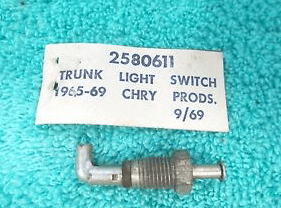 2580611
TRUNK LIGHT SWITCH
1965-69 CHRY PRODS.
9/69